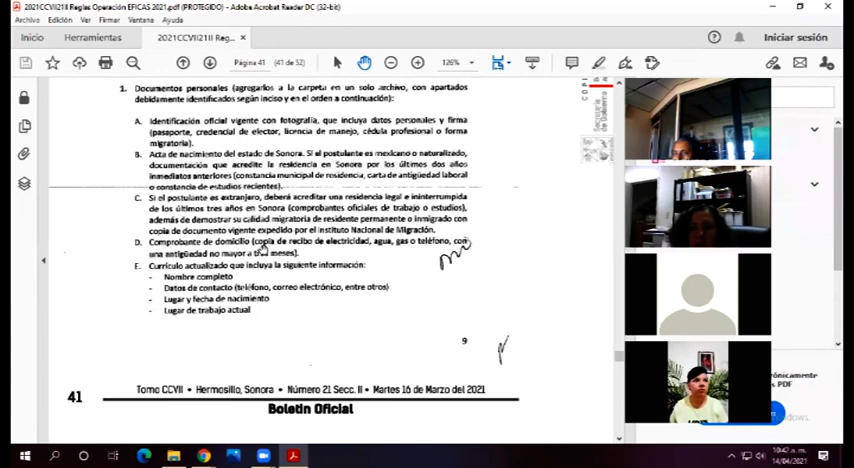 2021CCVII21II Reglas Operación EFICAS 2021.pdf (PROTEGIDO) - Adobe Acrobat Reader DC (32-bit)
Archivo Edición Ver Firmar Ventana Ayuda
Inicio Herramientas 2021CCVII21II Reg... × Iniciar sesión
Página 41 (41 de 52) 126%
1. Documentos personales (agregarlos a la carpeta en un solo archivo, con apartados
debidamente identificados según inciso y en el orden a continuación):
A. Identificación oficial vigente con fotografía, que incluya datos personales y firma
(pasaporte, credencial de elector, licencia de manejo, cédula profesional o forma
migratoria).
B. Acta de nacimiento del estado de Sonora. Si el postulante es mexicano o naturalizado,
documentación que acredite la residencia en Sonora por los últimos dos años
inmediatos anteriores (constancia municipal de residencia, carta de antigüedad laboral
o constancia de estudios recientes).
C. Si el postulante es extranjero, deberá acreditar una residencia legal e ininterrumpida
de los últimos tres años en Sonora (comprobantes oficiales de trabajo o estudios),
además de demostrar su calidad migratoria de residente permanente o inmigrado con
copia de documento vigente expedido por el Instituto Nacional de Migración.
D. Comprobante de domicilio (copia de recibo de electricidad, agua, gas o teléfono, con
una antigüedad no mayor a meses).
E. Currículo actualizado que incluya la siguiente información:
- Nombre completo
- Datos de contacto (teléfono, correo electrónico, entre otros)
- Lugar y fecha de nacimiento
- Lugar de trabajo actual
9
41
Tomo CCVII • Hermosillo, Sonora • Número 21 Secc. II • Martes 16 de Marzo del 2021
Boletín Oficial
COPI
Secretaría
de Gobierno
PDF
10:42 a. m.
14/04/2021